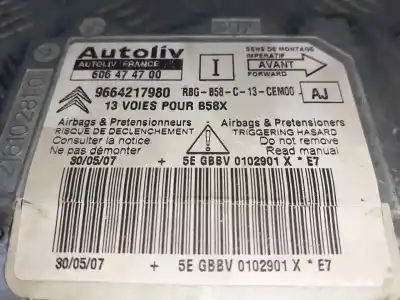 Autoliv
AUTOLIV FRANCE
606 47 47 00
I
SENS DE MONTAGE
IMPERATIF
AVANT
FORWARD
9664217980
RBG-B58-C-13-CEM00
AJ
13 VOIES POUR B58X
Airbags & Pretensionneurs
RISQUE DE DECLENCHEMENT
Consulter la notice
Ne pas démonter
Airbags & Pretensioners
TRIGGERING HASARD
Do not remove
Read manual
30/05/07 + 5E GBBV 0102901 X * E7
30/05/07 + 5E GBBV 0102901 X * E7